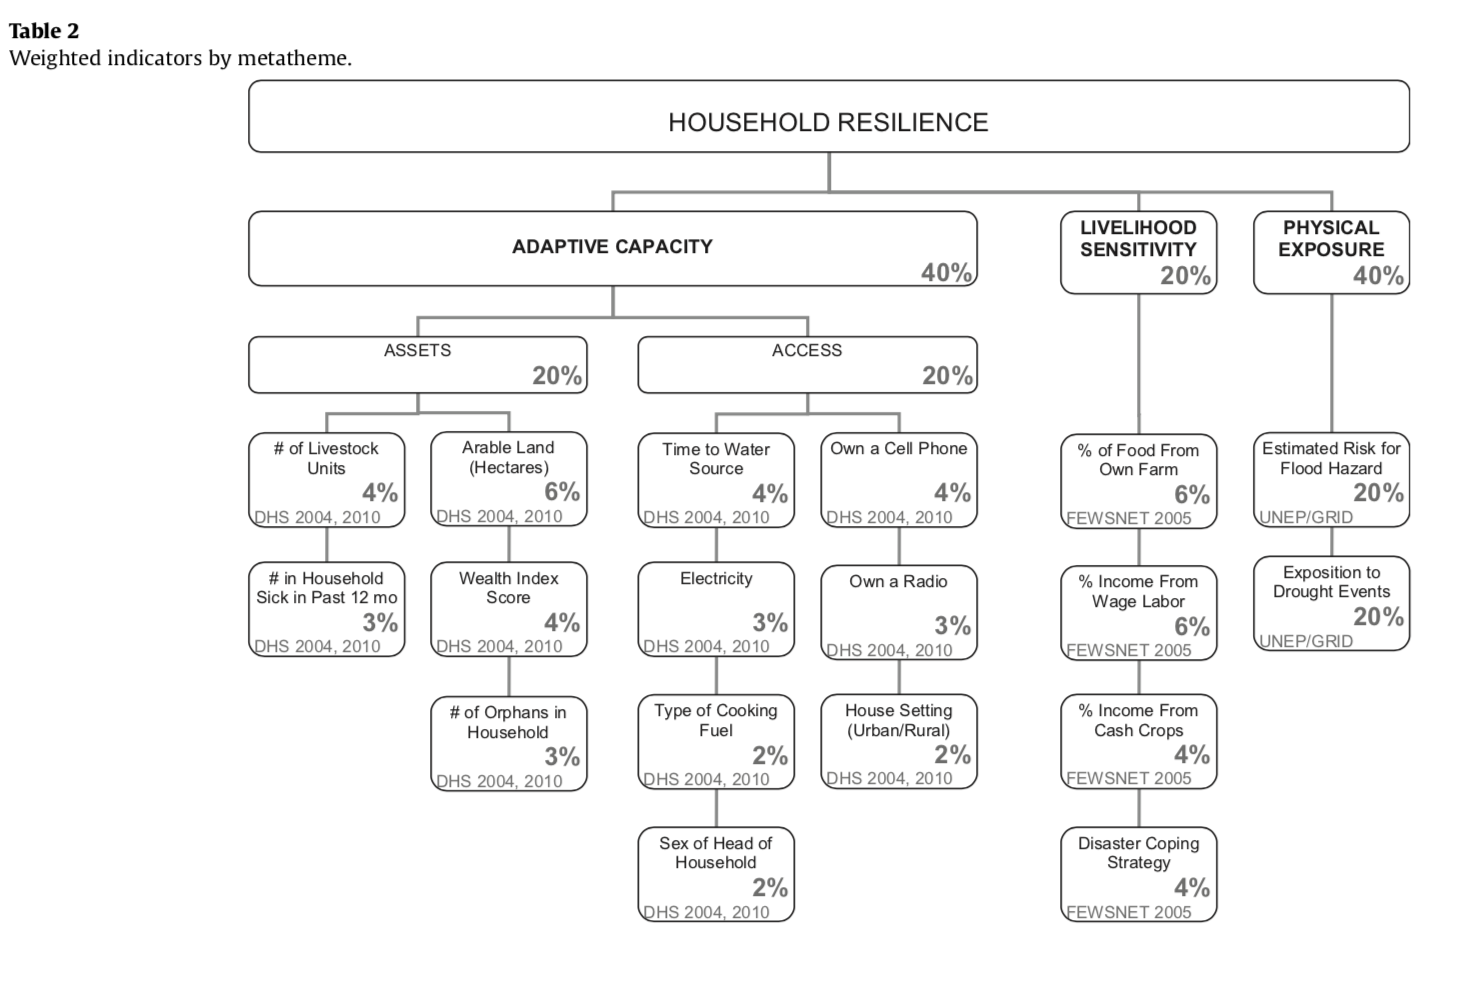 Table 2
Weighted indicators by metatheme.
HOUSEHOLD RESILIENCE
ADAPTIVE CAPACITY
40%
LIVELIHOOD
SENSITIVITY
20%
PHYSICAL
EXPOSURE
40%
ASSETS
20%
ACCESS
20%
# of Livestock
Units
4%
DHS 2004, 2010
Arable Land
(Hectares)
6%
DHS 2004, 2010
Time to Water
Source
4%
DHS 2004, 2010
Own a Cell Phone
4%
DHS 2004, 2010
% of Food From
Own Farm
6%
FEWSNET 2005
Estimated Risk for
Flood Hazard
20%
UNEP/GRID
# in Household
Sick in Past 12 mo
3%
DHS 2004, 2010
Wealth Index
Score
4%
DHS 2004, 2010
Electricity
3%
DHS 2004, 2010
Own a Radio
3%
DHS 2004, 2010
% Income From
Wage Labor
6%
FEWSNET 2005
Exposition to
Drought Events
20%
UNEP/GRID
# of Orphans in
Household
3%
DHS 2004, 2010
Type of Cooking
Fuel
2%
DHS 2004, 2010
House Setting
(Urban/Rural)
2%
DHS 2004, 2010
% Income From
Cash Crops
4%
FEWSNET 2005
Sex of Head of
Household
2%
DHS 2004, 2010
Disaster Coping
Strategy
4%
FEWSNET 2005